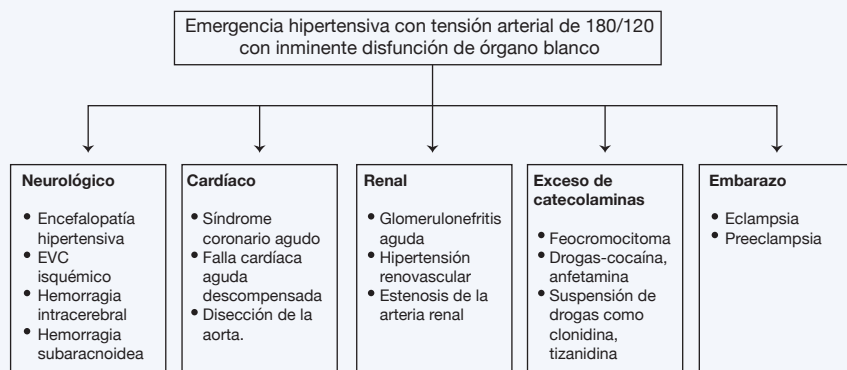 Emergencia hipertensiva con tensión arterial de 180/120
con inminente disfunción de órgano blanco
Neurológico
• Encefalopatía
hipertensiva
• EVC
isquémico
• Hemorragia
intracerebral
• Hemorragia
subaracnoidea
Cardíaco
• Síndrome
coronario agudo
• Falla cardíaca
aguda
descompensada
• Disección de la
aorta.
Renal
• Glomerulonefritis
aguda
• Hipertensión
renovascular
• Estenosis de la
arteria renal
Exceso de
catecolaminas
• Feocromocitoma
• Drogas-cocaína,
anfetamina
• Suspensión de
drogas como
clonidina,
tizanidina
Embarazo
• Eclampsia
• Preeclampsia